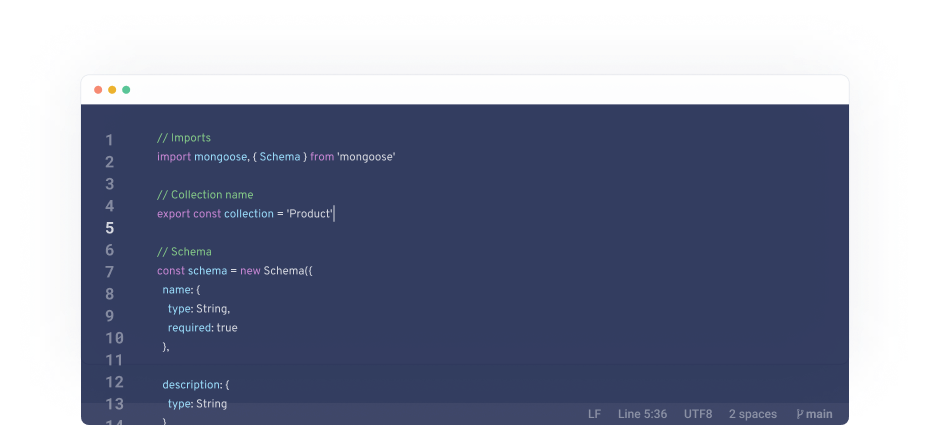 1
2
3
4
5
6
7
8
9
10
11
12
13
14
// Imports
import mongoose, { Schema } from 'mongoose'
// Collection name
export const collection = 'Product'
// Schema
const schema = new Schema({
name: {
type: String,
required: true
},
description: {
type: String
}
LF Line 5:36 UTF8 2 spaces main